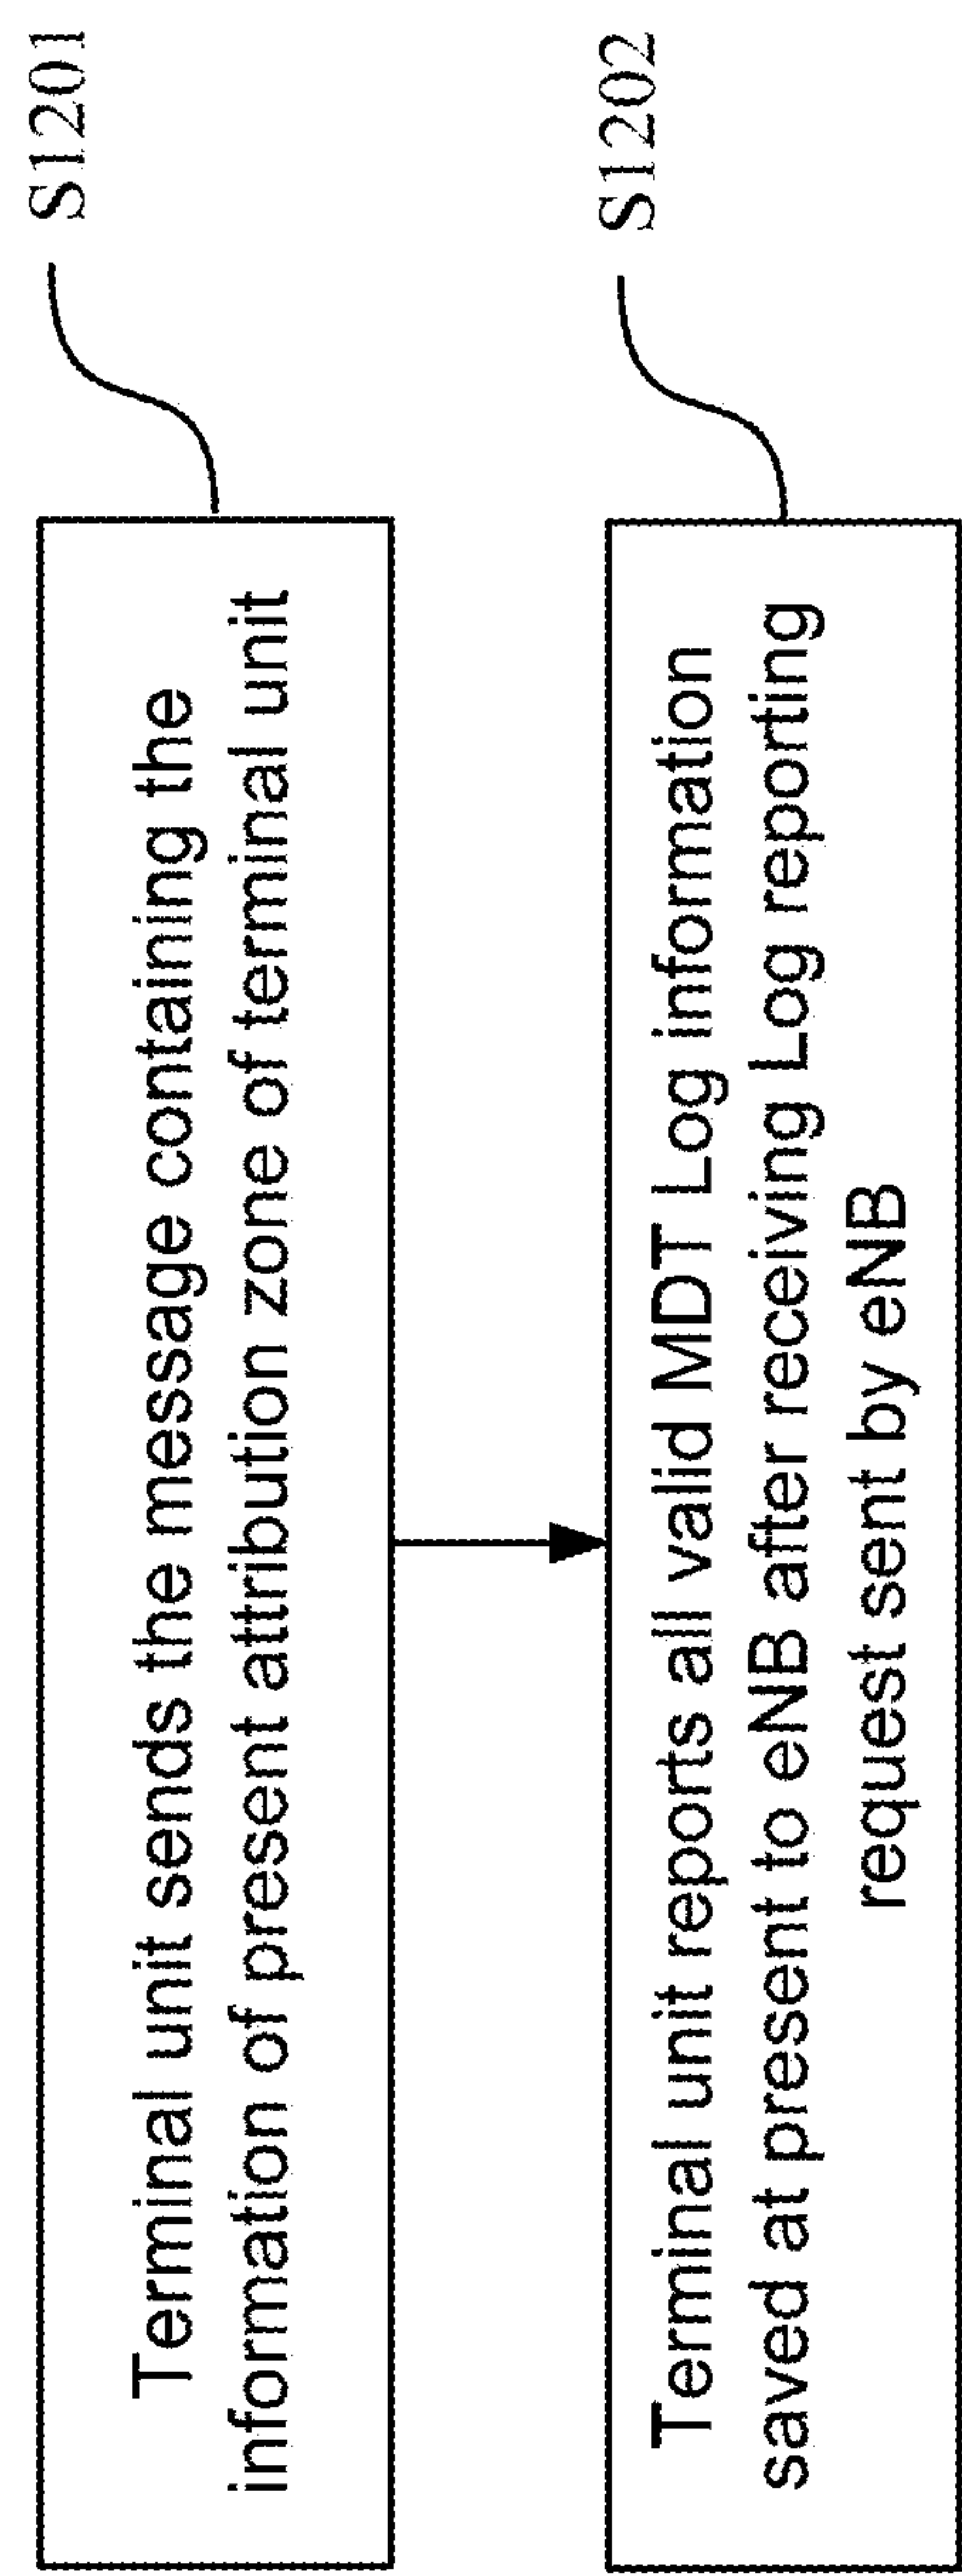 Terminal unit sends the message containing the
information of present attribution zone of terminal unit
S1201
Terminal unit reports all valid MDT Log information
saved at present to eNB after receiving Log reporting
request sent by eNB
S1202